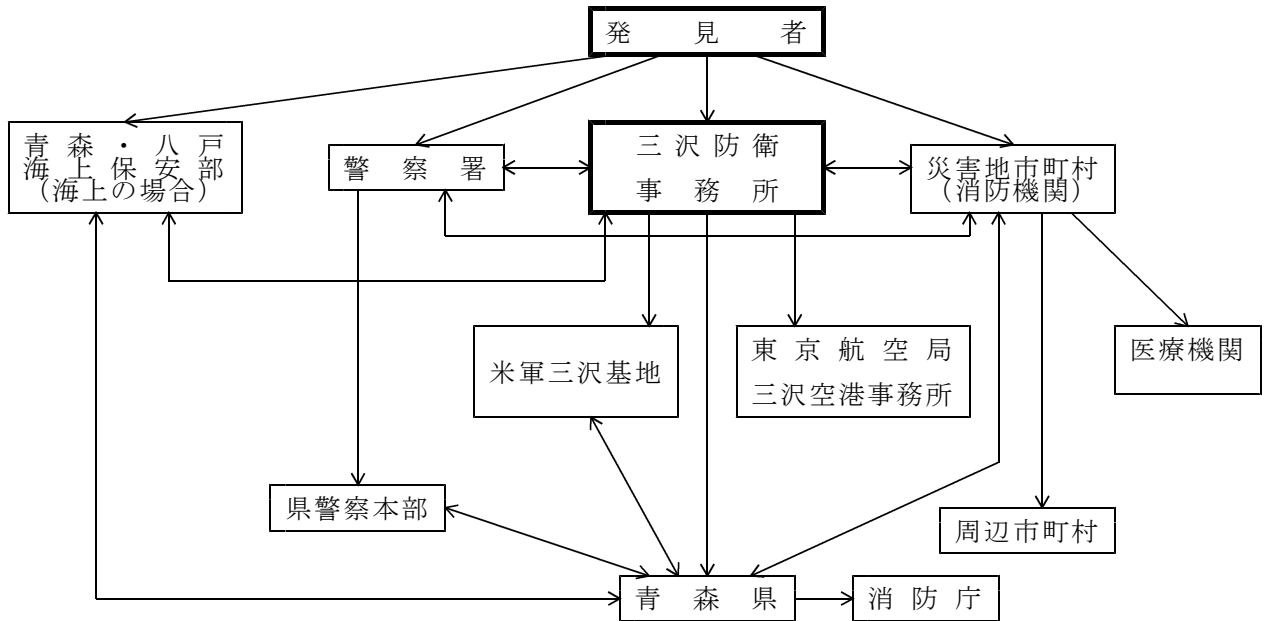 発見者
青森・八戸
海上保安部
（海上の場合）
警察署
三沢防衛
事務所
災害地市町村
（消防機関）
米軍三沢基地
東京航空局
三沢空港事務所
医療機関
県警察本部
周辺市町村
青森県
消防庁